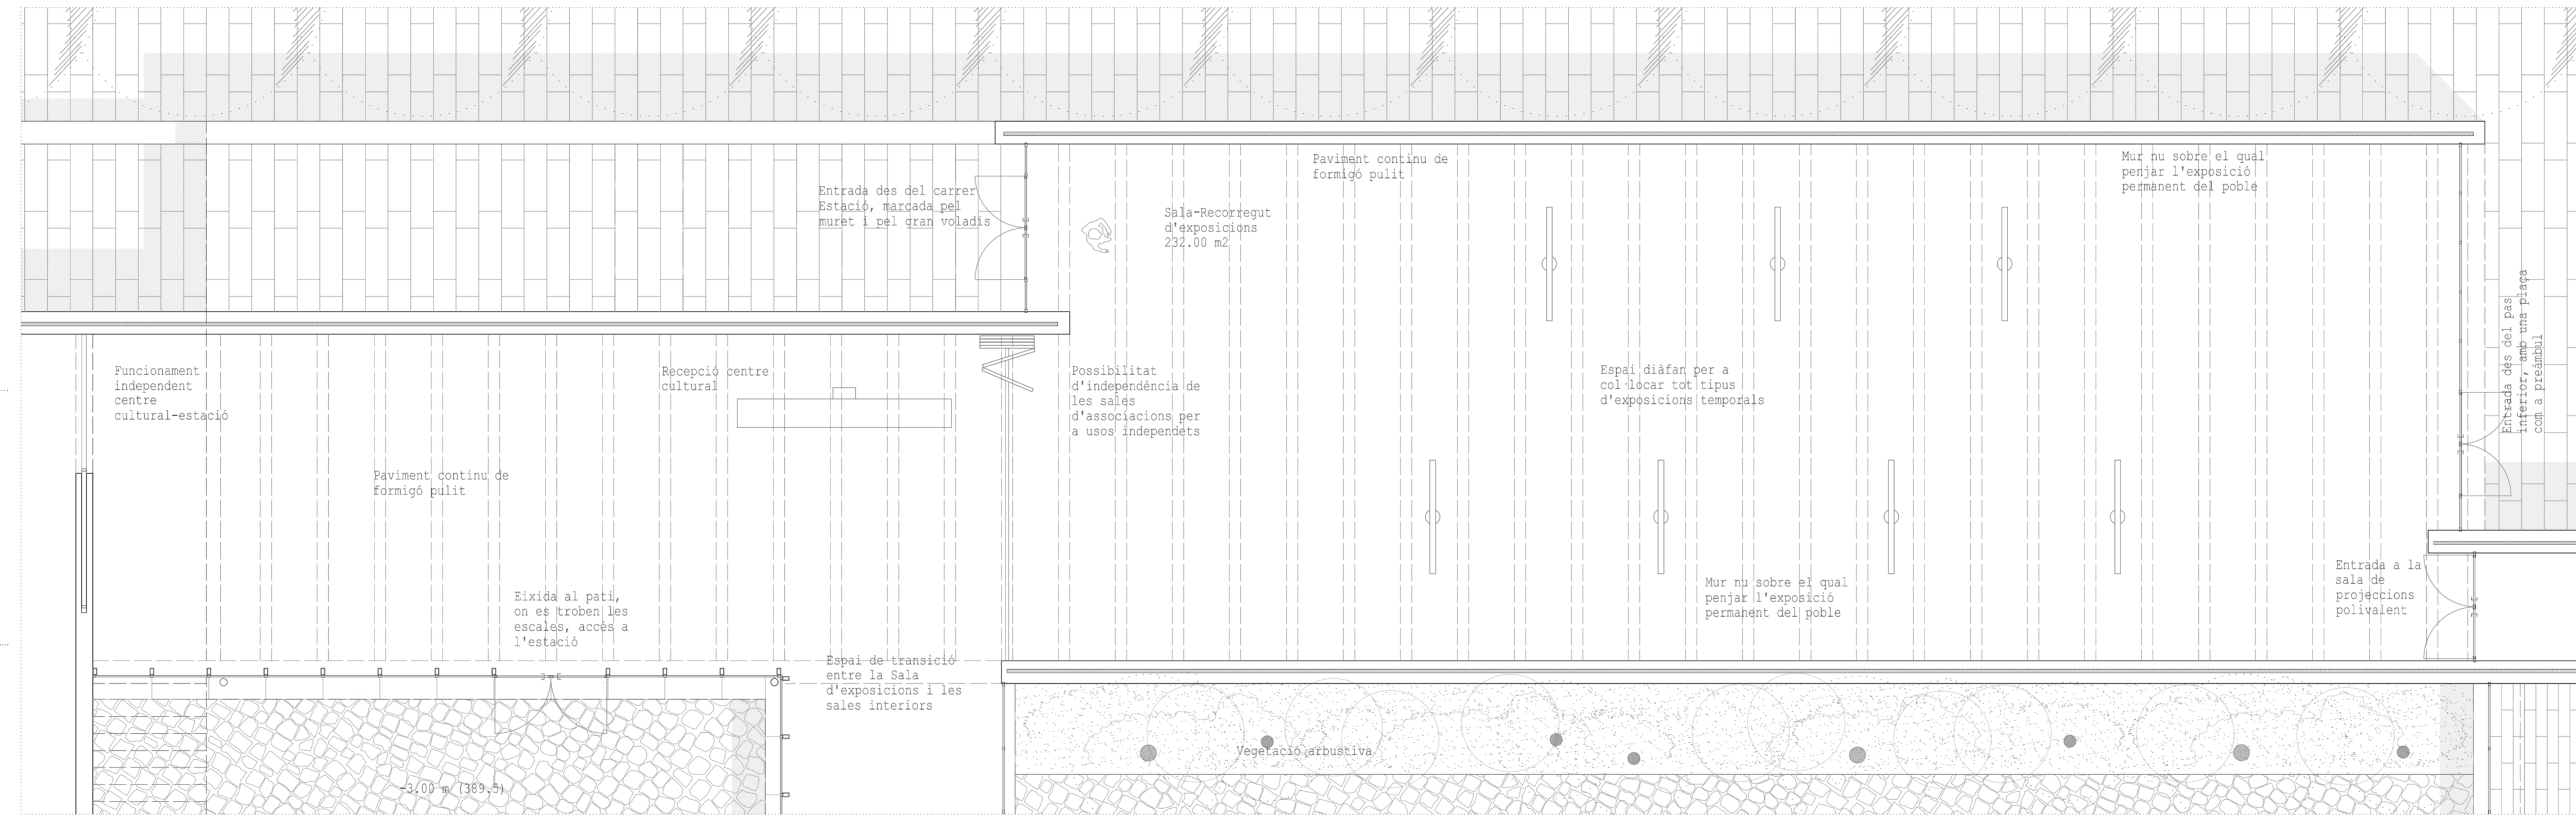 Paviment continu de
formigó pulit
Mur nu sobre el qual
penjar l'exposició
permanent del poble
Entrada des del carrer
Estació, marcada pel
muret i pel gran voladís
Sala-Recorregut
d'exposicions
232.00 m2
Entrada des del pas
inferior, amb una plaça
com a preàmbul
Funcionament
independent
centre
cultural-estació
Recepció centre
cultural
Possibilitat
d'independència de
les sales
d'associacions per
a usos independets
Espai diàfan per a
col·locar tot tipus
d'exposicions temporals
Paviment continu de
formigó pulit
Eixida al pati,
on es troben les
escales, accés a
l'estació
Mur nu sobre el qual
penjar l'exposició
permanent del poble
Entrada a la
sala de
projeccions
polivalent
Espai de transició
entre la Sala
d'exposicions i les
sales interiors
Vegetació arbustiva
-3.00 m (389.5)